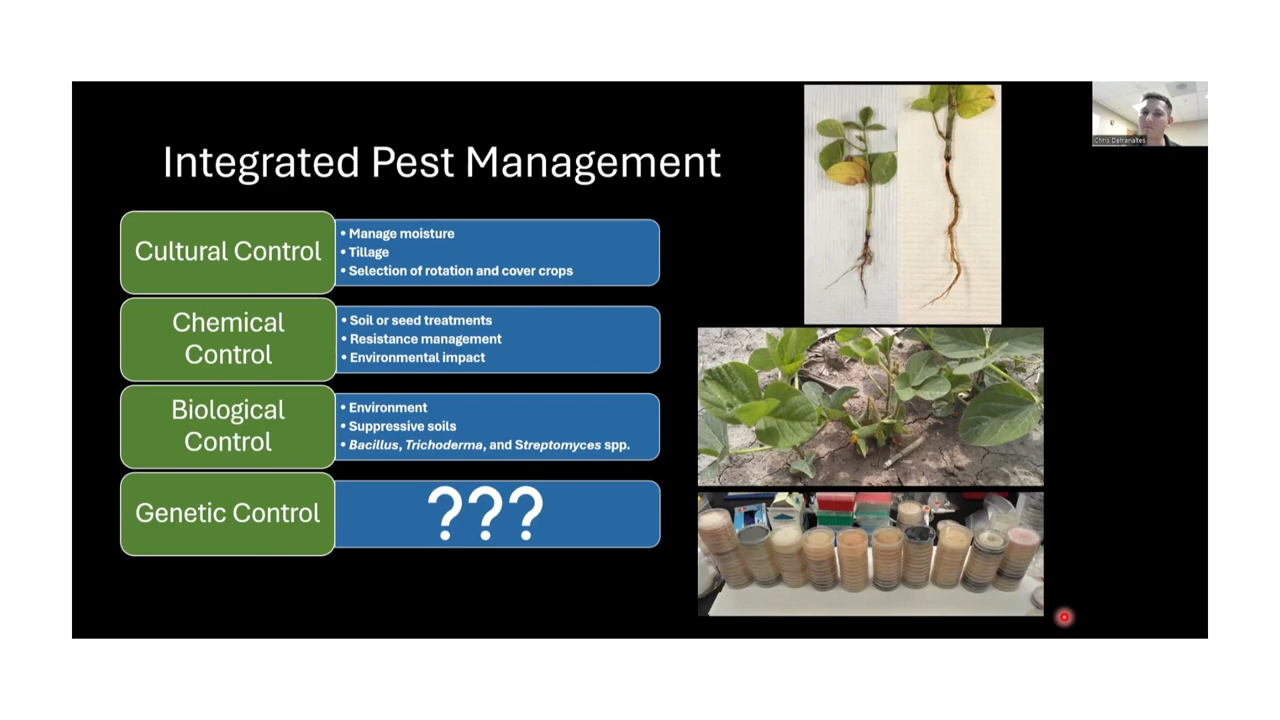 Integrated Pest Management
Cultural Control
• Manage moisture
• Tillage
• Selection of rotation and cover crops
Chemical
Control
• Soil or seed treatments
• Resistance management
• Environmental impact
Biological
Control
• Environment
• Suppressive soils
• Bacillus, Trichoderma, and Streptomyces spp.
Genetic Control
???
Chris Detranaltes